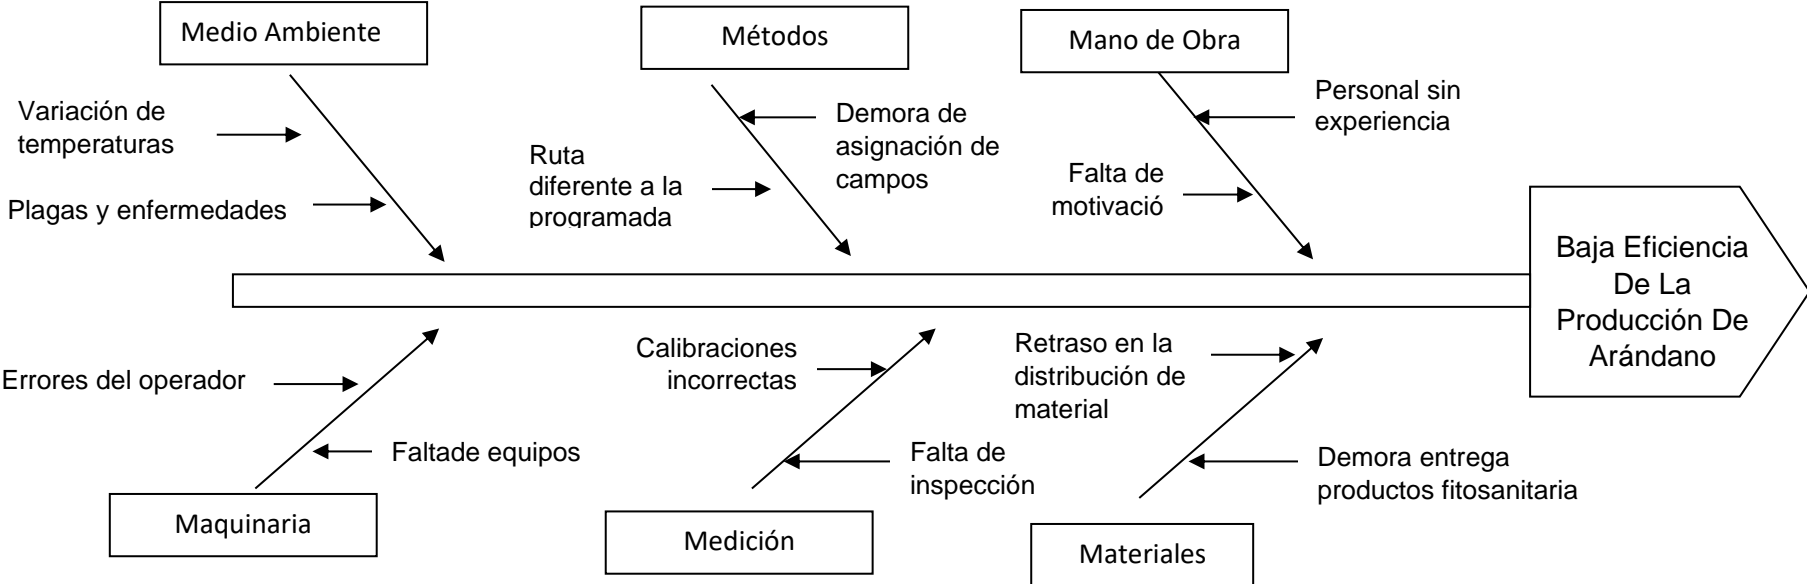 Medio Ambiente
Métodos
Mano de Obra
Variación de
temperaturas
Plagas y enfermedades
Ruta
diferente a la
programada
Demora de
asignación de
campos
Personal sin
experiencia
Falta de
motivació
Baja Eficiencia
De La
Producción De
Arándano
Errores del operador
Faltade equipos
Calibraciones
incorrectas
Falta de
inspección
Retraso en la
distribución de
material
Demora entrega
productos fitosanitaria
Maquinaria
Medición
Materiales